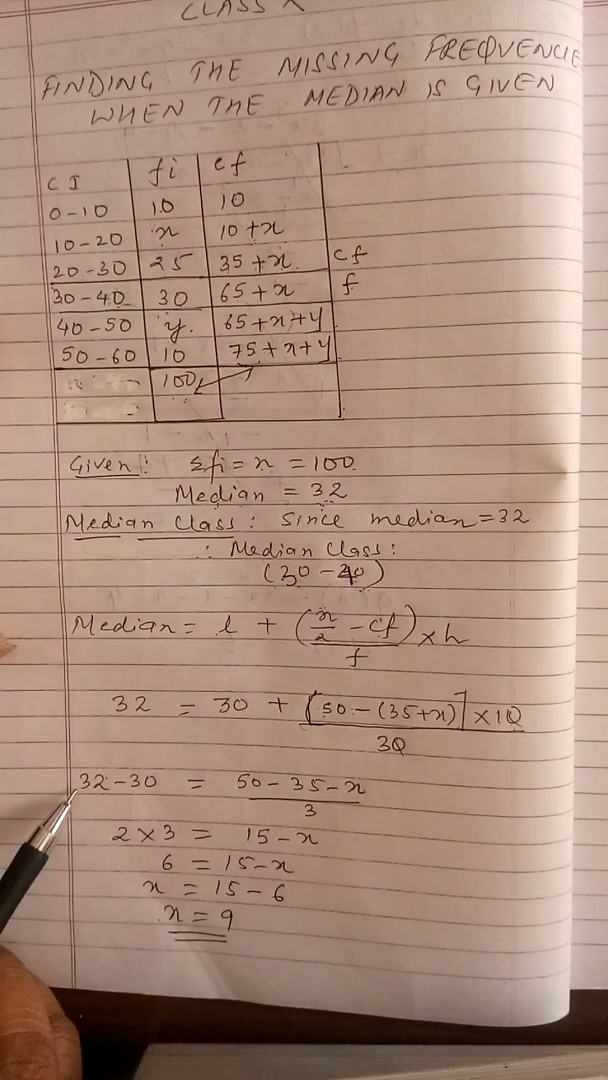 CLASS X
FINDING THE MISSING FREQUENCIE
WHEN THE MEDIAN IS GIVEN
CI fi cf
0-10 10 10
10-20 x 10+x
20-30 25 35+x cf
30-40 30 65+x f
40-50 y 65+x+y
50-60 10 75+x+y
100
Given: Σfi = n = 100
Median = 32
Median Class: Since median = 32
∴ Median Class:
(30-40)
Median = l + (n/2 - cf)/f × h
32 = 30 + [50-(35+x)] × 10 / 30
32-30 = 50-35-x / 3
2×3 = 15-x
6 = 15-x
x = 15-6
x = 9